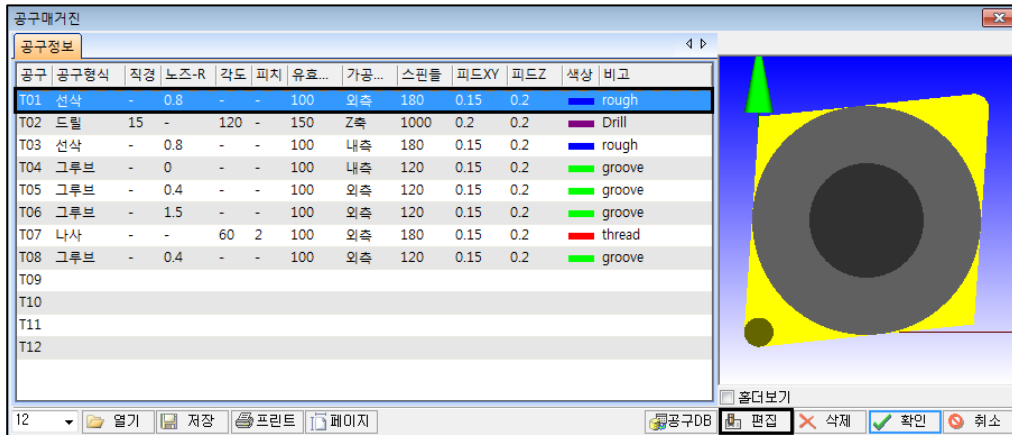 공구매거진
공구정보
공구 공구형식 직경 노즈-R 각도 피치 유효... 가공... 스핀들 피드XY 피드Z 색상 비고
T01 선삭 - 0.8 - - 100 외측 180 0.15 0.2 rough
T02 드릴 15 - 120 - 150 Z축 1000 0.2 0.2 Drill
T03 선삭 - 0.8 - - 100 내측 180 0.15 0.2 rough
T04 그루브 - 0 - - 100 내측 120 0.15 0.2 groove
T05 그루브 - 0.4 - - 100 외측 120 0.15 0.2 groove
T06 그루브 - 1.5 - - 100 외측 120 0.15 0.2 groove
T07 나사 - - 60 2 100 외측 180 0.15 0.2 thread
T08 그루브 - 0.4 - - 100 외측 120 0.15 0.2 groove
T09
T10
T11
T12
홀더보기
12 열기 저장 프린트 페이지 공구DB 편집 삭제 확인 취소